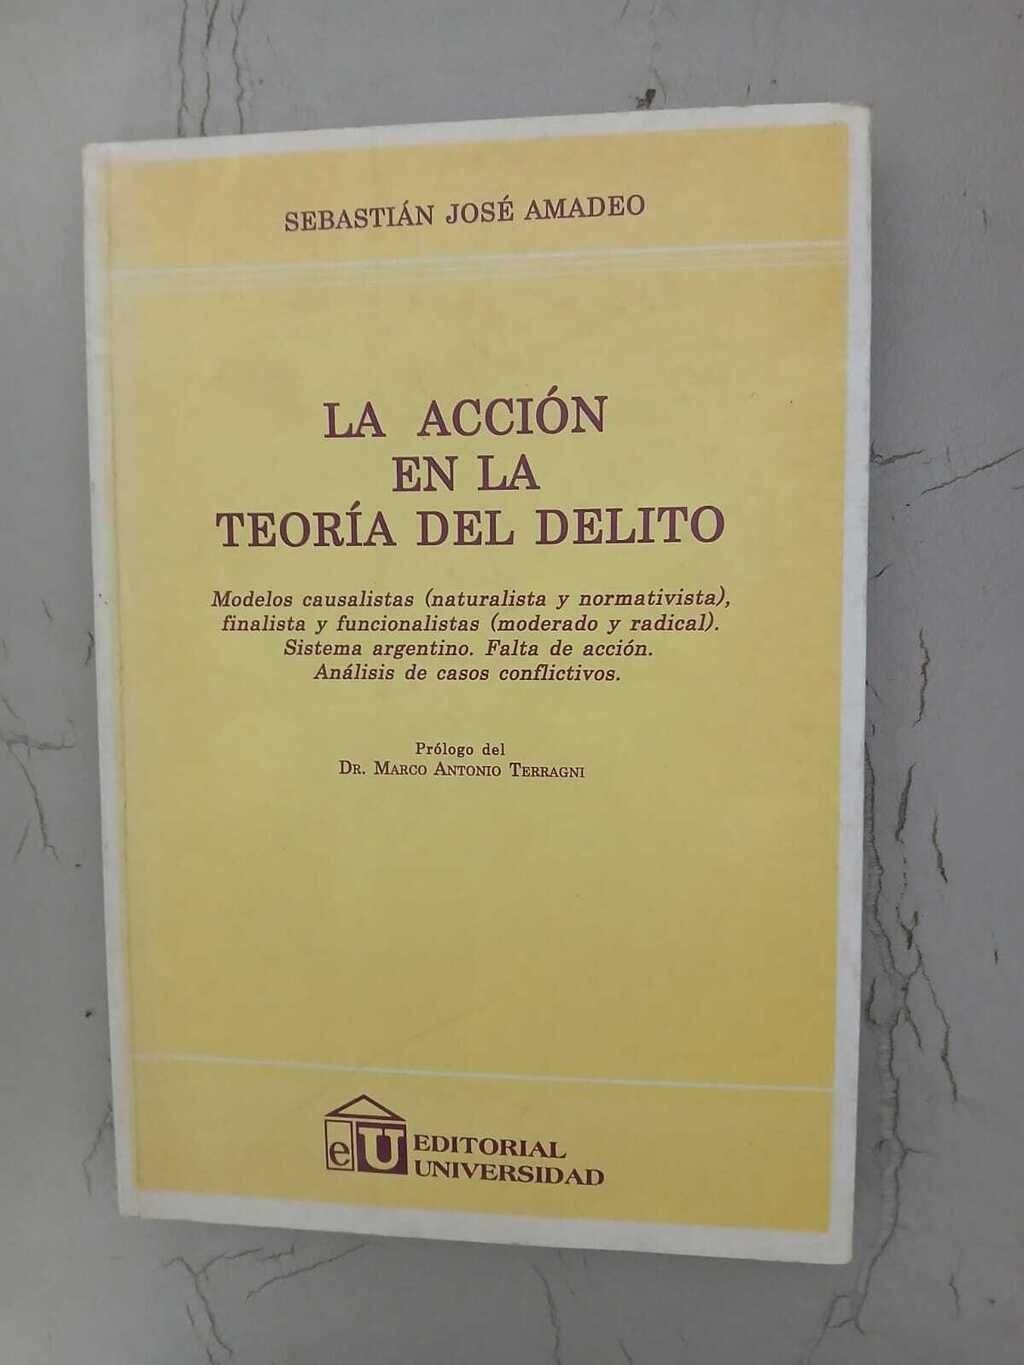 SEBASTIÁN JOSÉ AMADEO
LA ACCIÓN
EN LA
TEORÍA DEL DELITO
Modelos causalistas (naturalista y normativista),
finalista y funcionalistas (moderado y radical).
Sistema argentino. Falta de acción.
Análisis de casos conflictivos.
Prólogo del
DR. MARCO ANTONIO TERRAGNI
eU EDITORIAL
UNIVERSIDAD